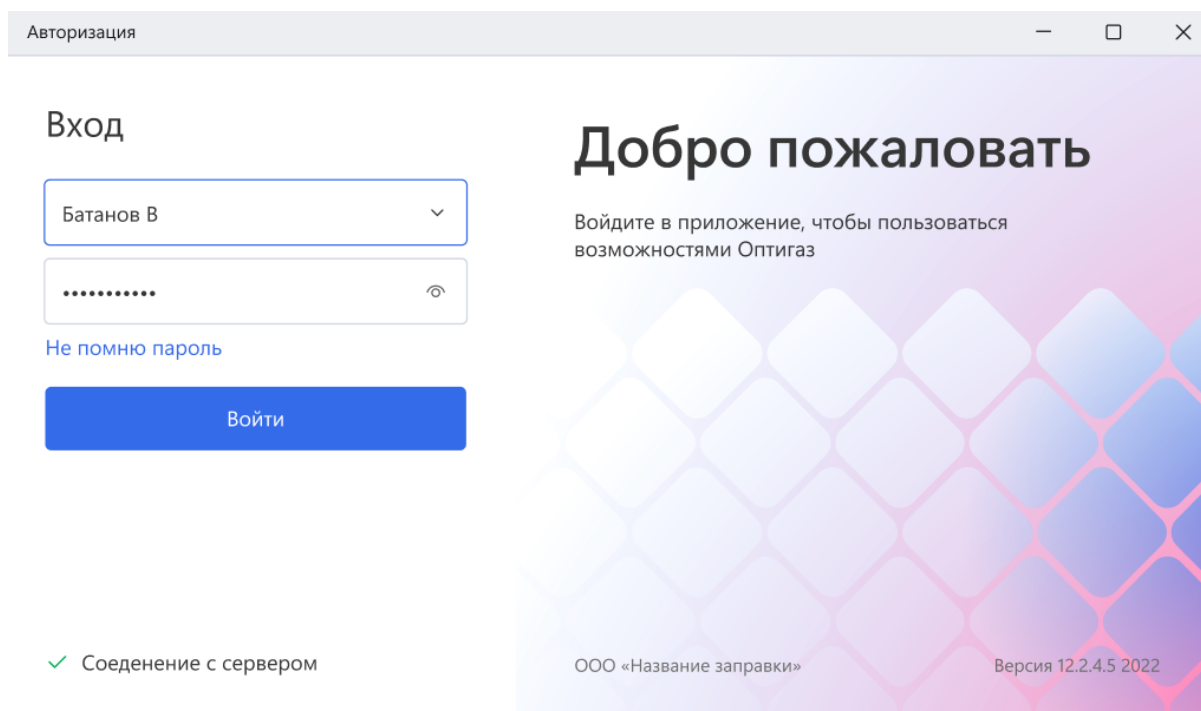 Авторизация
Вход
Батанов В
•••••••••••
Не помню пароль
Войти
Соеденение с сервером
Добро пожаловать
Войдите в приложение, чтобы пользоваться
возможностями Оптигаз
ООО «Название заправки»
Версия 12.2.4.5 2022